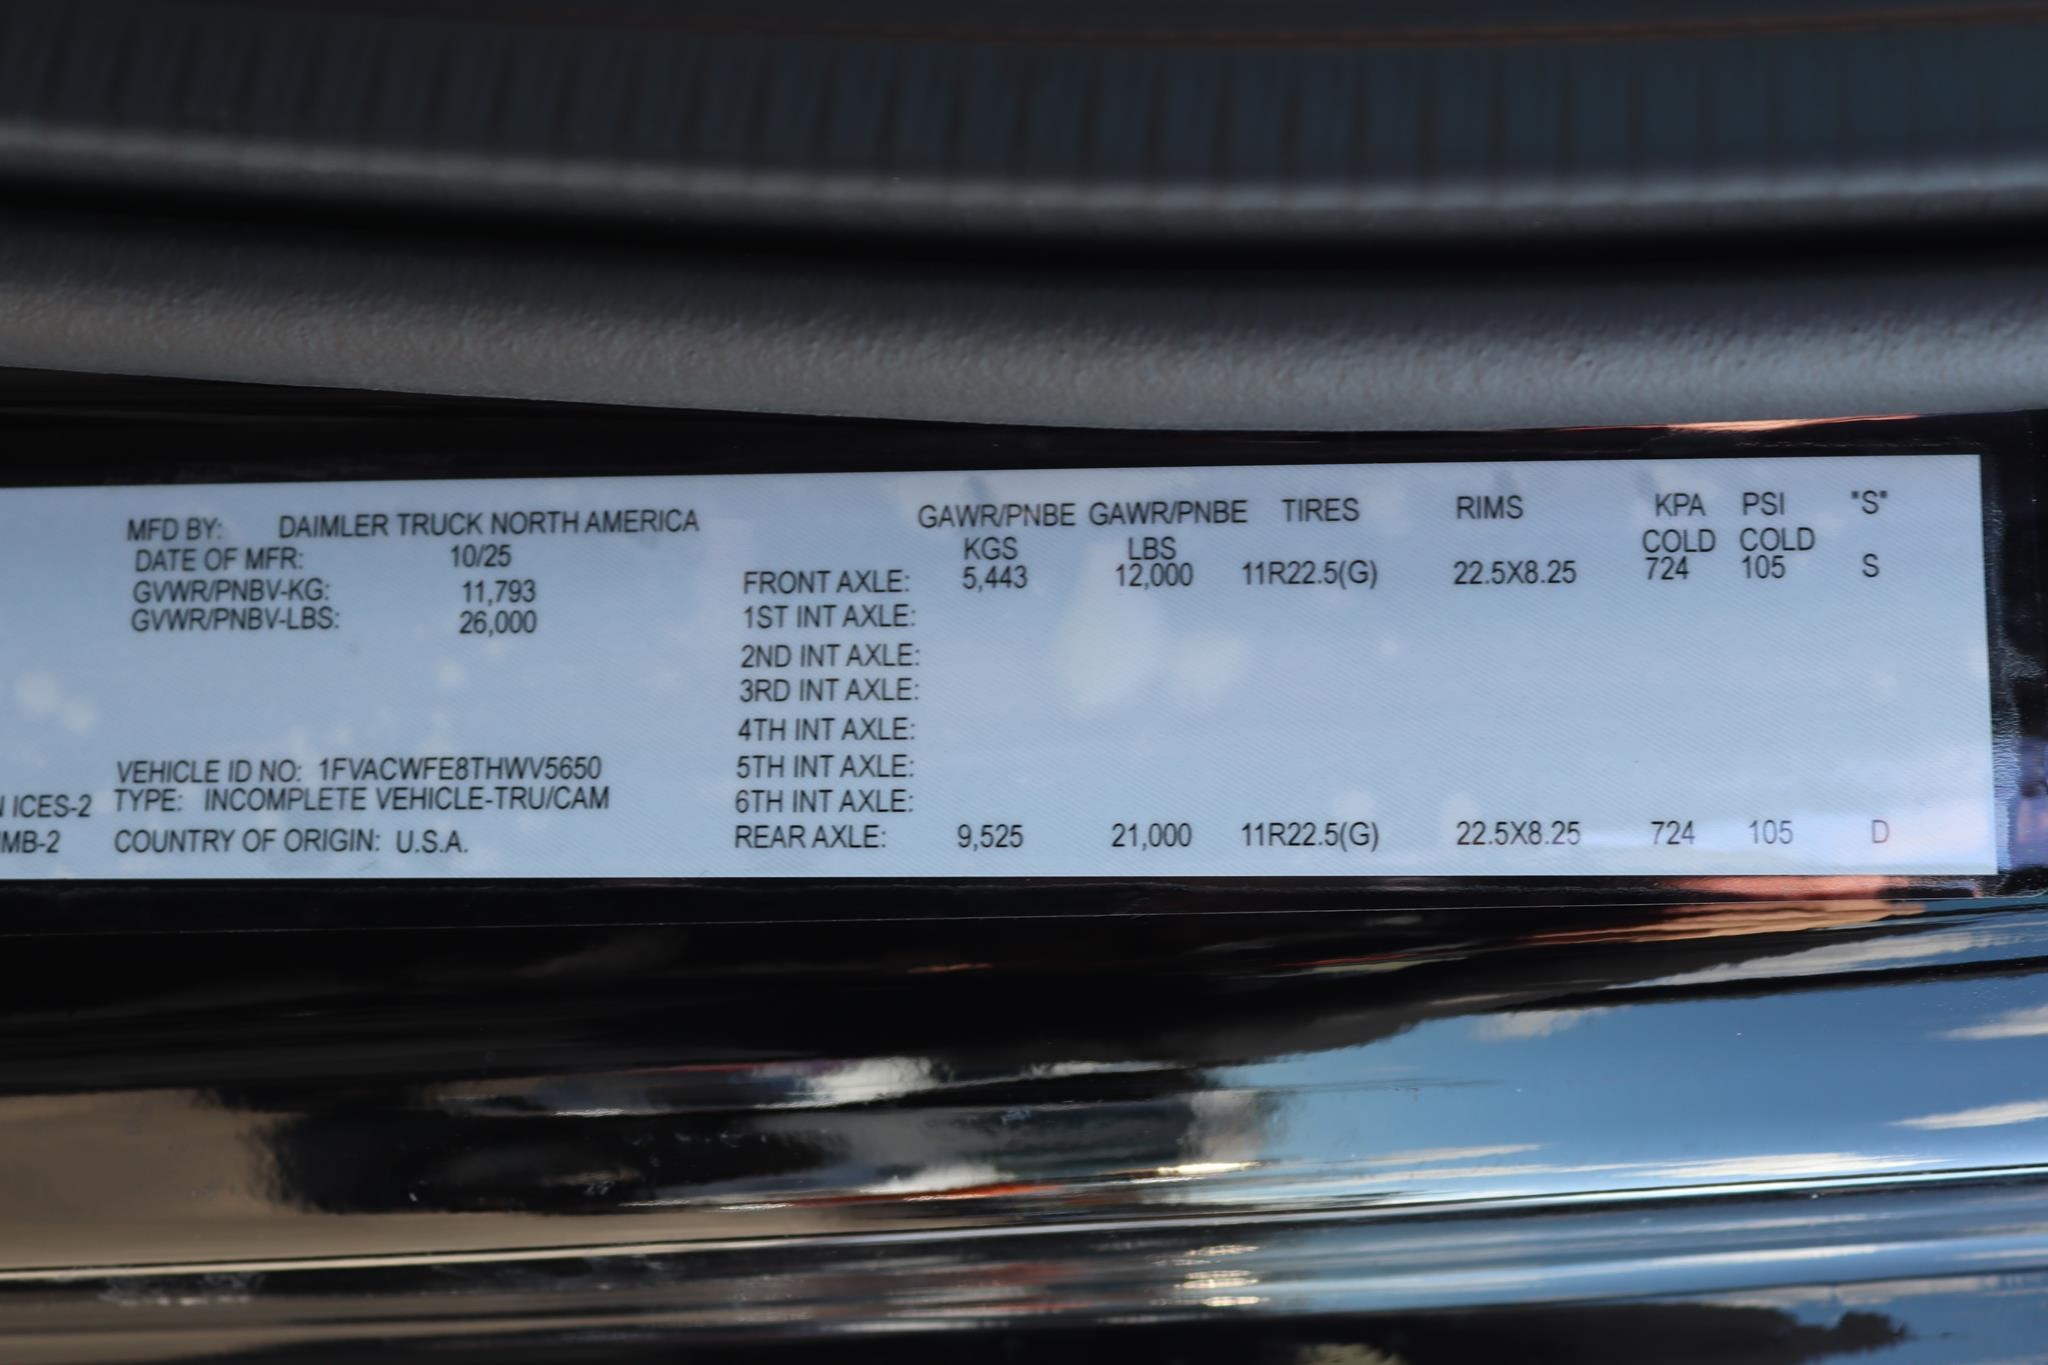 MFD BY: DAIMLER TRUCK NORTH AMERICA
DATE OF MFR: 10/25
GVWR/PNBV-KG: 11,793
GVWR/PNBV-LBS: 26,000
VEHICLE ID NO: 1FVACWFE8THWV5650
N ICES-2 TYPE: INCOMPLETE VEHICLE-TRU/CAM
MB-2 COUNTRY OF ORIGIN: U.S.A.
GAWR/PNBE GAWR/PNBE TIRES RIMS KPA PSI "S"
KGS LBS COLD COLD
FRONT AXLE: 5,443 12,000 11R22.5(G) 22.5X8.25 724 105 S
1ST INT AXLE:
2ND INT AXLE:
3RD INT AXLE:
4TH INT AXLE:
5TH INT AXLE:
6TH INT AXLE:
REAR AXLE: 9,525 21,000 11R22.5(G) 22.5X8.25 724 105 D